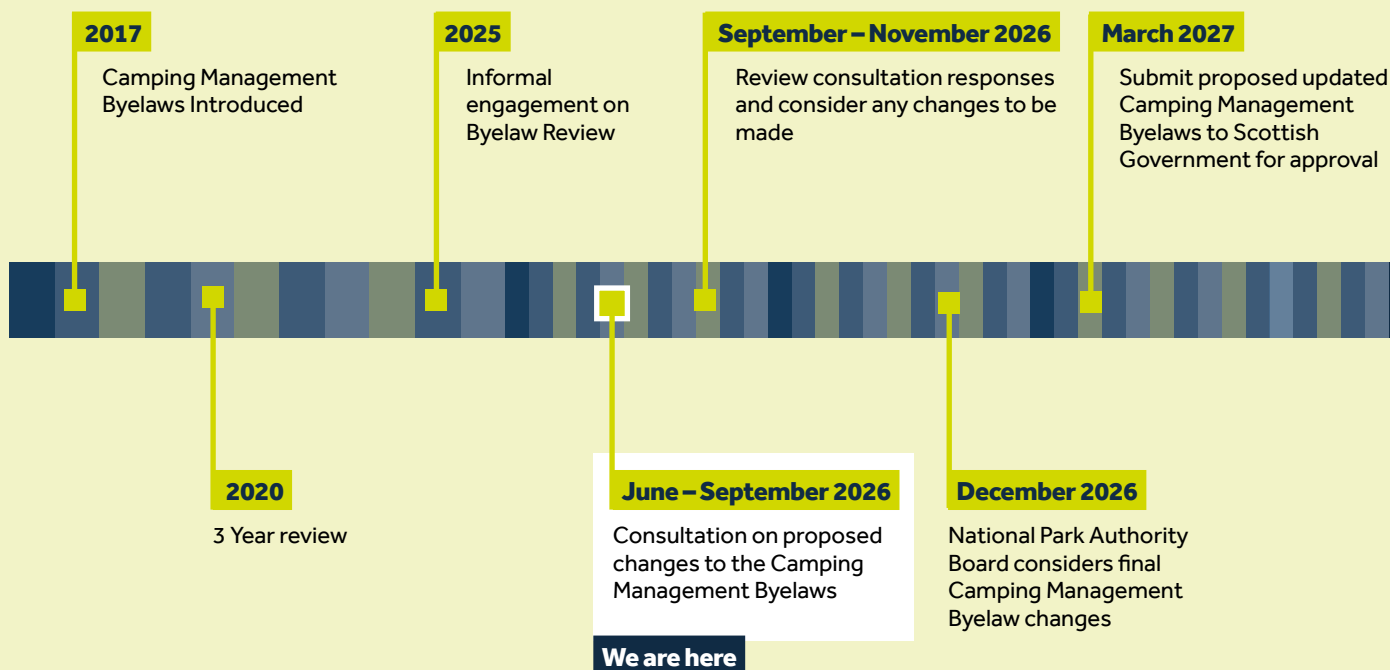 2017
Camping Management
Byelaws Introduced
2025
Informal
engagement on
Byelaw Review
September – November 2026
Review consultation responses
and consider any changes to be
made
March 2027
Submit proposed updated
Camping Management
Byelaws to Scottish
Government for approval
2020
3 Year review
June – September 2026
Consultation on proposed
changes to the Camping
Management Byelaws
We are here
December 2026
National Park Authority
Board considers final
Camping Management
Byelaw changes